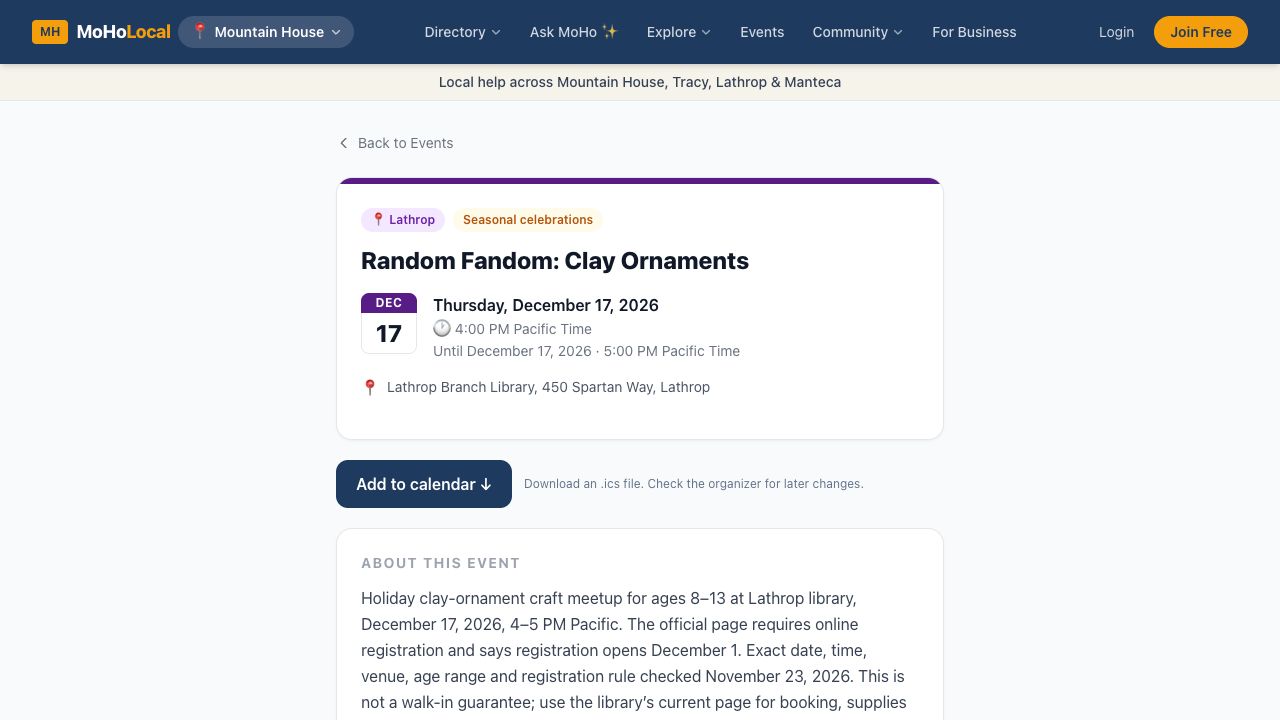 MH MoHoLocal Mountain House Directory Ask MoHo Explore Events Community For Business Login Join Free
Local help across Mountain House, Tracy, Lathrop & Manteca
Back to Events
Lathrop Seasonal celebrations
Random Fandom: Clay Ornaments
DEC
17
Thursday, December 17, 2026
4:00 PM Pacific Time
Until December 17, 2026 · 5:00 PM Pacific Time
Lathrop Branch Library, 450 Spartan Way, Lathrop
Add to calendar ↓ Download an .ics file. Check the organizer for later changes.
ABOUT THIS EVENT
Holiday clay-ornament craft meetup for ages 8–13 at Lathrop library,
December 17, 2026, 4–5 PM Pacific. The official page requires online
registration and says registration opens December 1. Exact date, time,
venue, age range and registration rule checked November 23, 2026. This is
not a walk-in guarantee; use the library’s current page for booking, supplies